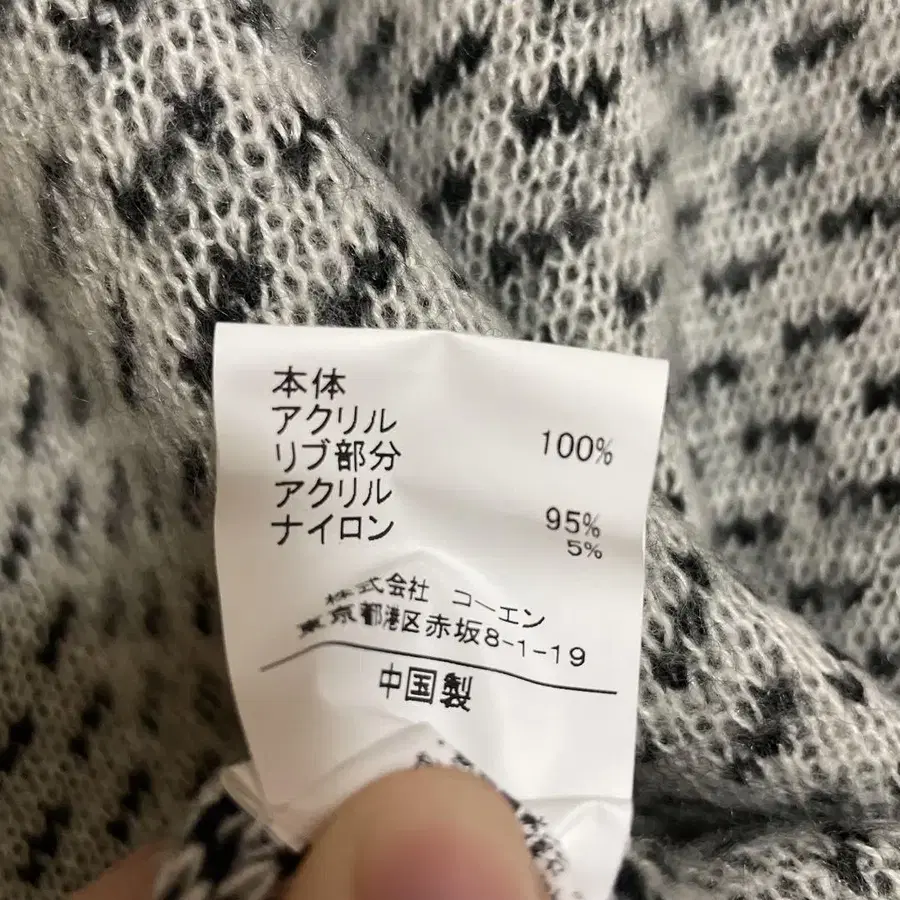 本体
アクリル 100%
リブ部分
アクリル 95%
ナイロン 5%
株式会社 コーエン
東京都港区赤坂8-1-19
中国製